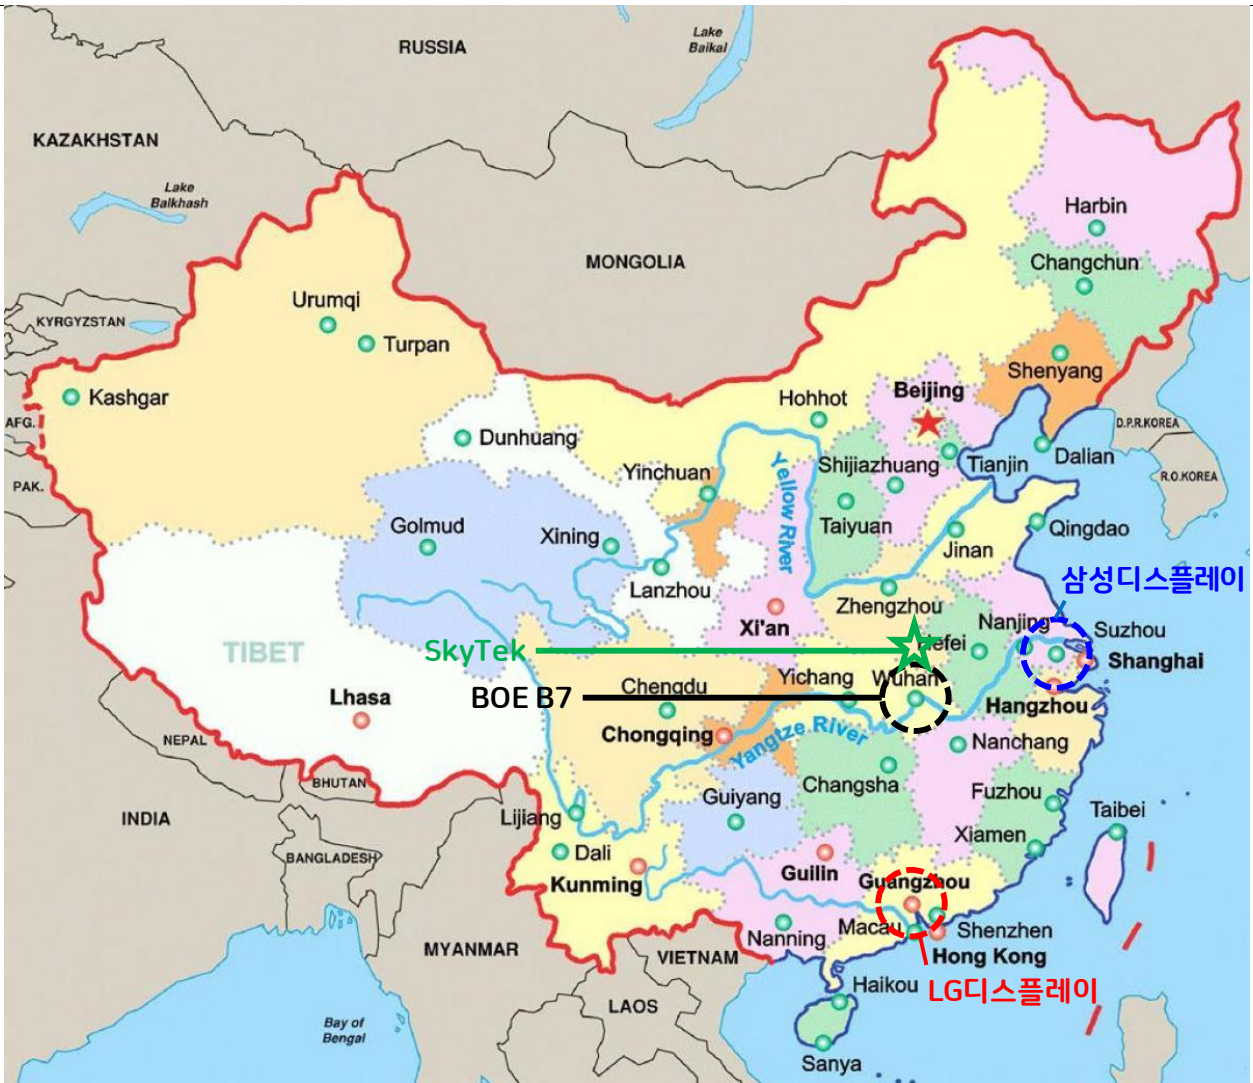 RUSSIA
Lake
Baikal
KAZAKHSTAN
Lake
Balkhash
MONGOLIA
Harbin
Changchun
Urumqi
Turpan
KYRGYZSTAN
Shenyang
Kashgar
Beijing
Hohhot
AFG.
D.P.R.KOREA
Dunhuang
Dalian
Tianjin
Shijiazhuang
Yinchuan
R.O.KOREA
PAK.
Yellow River
Golmud
Xining
Taiyuan
Qingdao
Jinan
Lanzhou
삼성디스플레이
Zhengzhou
Xi'an
Nanjing
Suzhou
TIBET
SkyTek
efei
Shanghai
Lhasa
BOE B7
Chengdu
Yichang
Wuhan
Hangzhou
Chongqing
Yangtze River
Nanchang
NEPAL
BHUTAN
Changsha
Guiyang
Fuzhou
INDIA
Lijiang
Taibei
Xiamen
BANGLADESH
Dali
Kunming
Guilin
Guangzhou
MYANMAR
Nanning
Macau
Shenzhen
VIETNAM
Hong Kong
Haikou
LG디스플레이
LAOS
Bay of
Bengal
Sanya